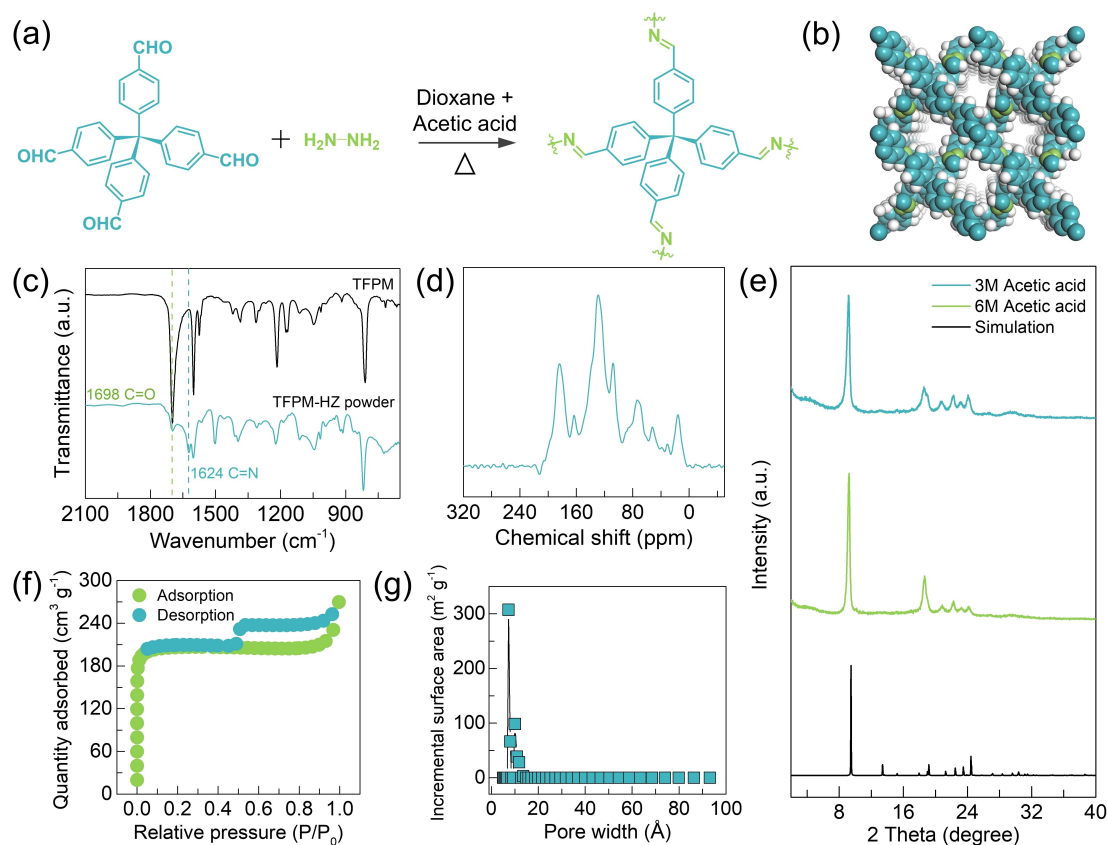 (a)
CHO
OHC
CHO
OHC
+
H₂N-NH₂
Dioxane +
Acetic acid
△
N
N
N
N
(b)
(c)
TFPM
1698 C=O
TFPM-HZ powder
1624 C=N
Transmittance (a.u.)
2100 1800 1500 1200 900
Wavenumber (cm⁻¹)
(d)
320 240 160 80 0
Chemical shift (ppm)
(e)
3M Acetic acid
6M Acetic acid
Simulation
Intensity (a.u.)
8 16 24 32 40
2 Theta (degree)
(f)
Adsorption
Desorption
Quantity adsorbed (cm³ g⁻¹)
300
240
180
120
60
0
0.0 0.2 0.4 0.6 0.8 1.0
Relative pressure (P/P₀)
(g)
Incremental surface area (m² g⁻¹)
300
200
100
0
0 20 40 60 80 100
Pore width (Å)